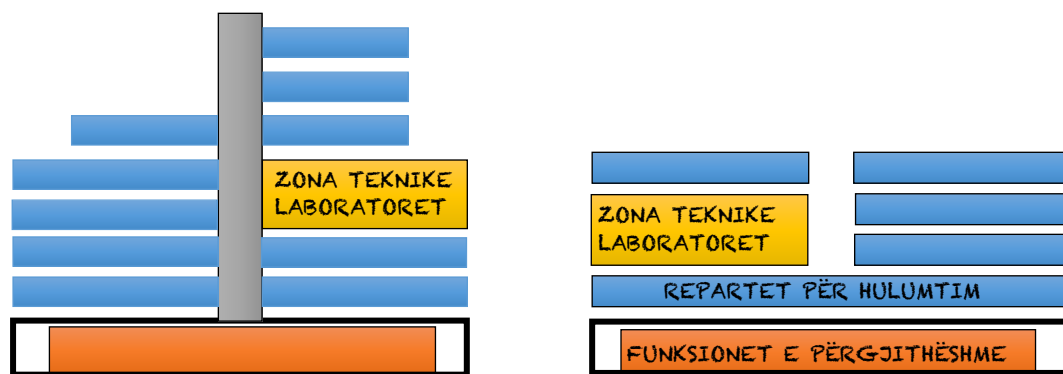 ZONA TEKNIKE
LABORATORET
ZONA TEKNIKE
LABORATORET
REPARTET PËR HULUMTIM
FUNKSIONET E PËRGJITHËSHME